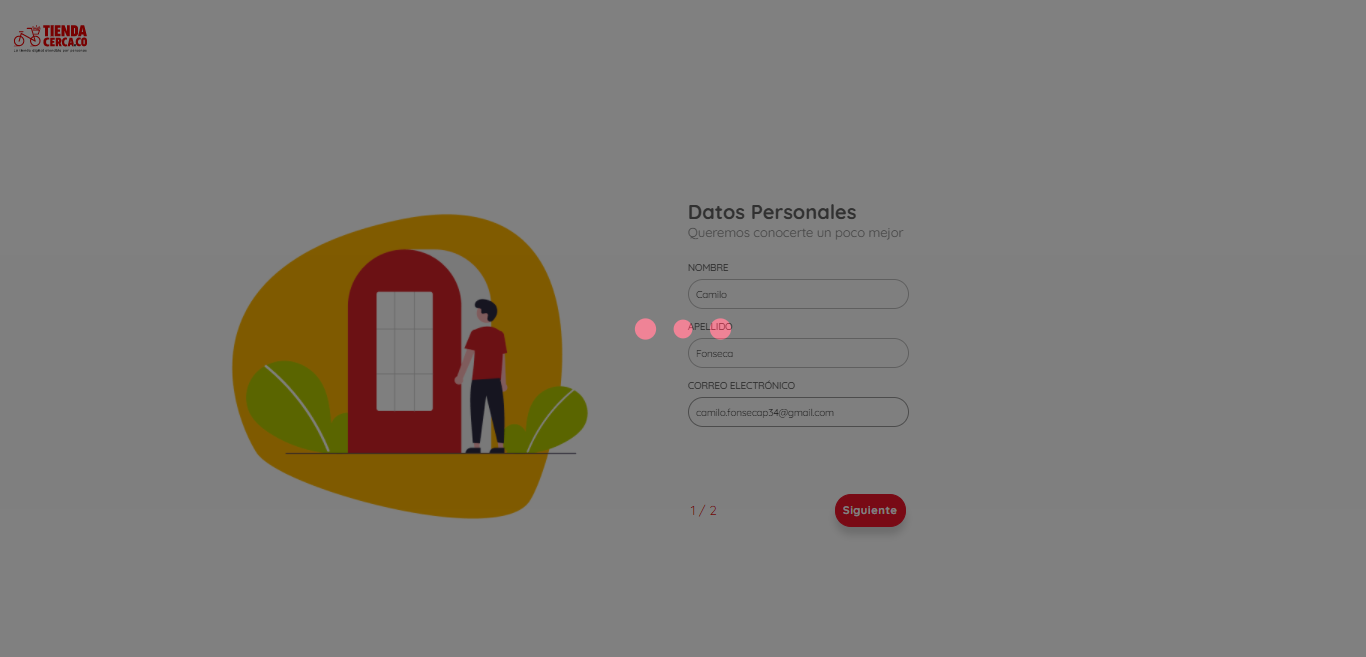 TIENDA
CERCA.CO
Datos Personales
Queremos conocerte un poco mejor
NOMBRE
Camilo
APELLIDO
Fonseca
CORREO ELECTRÓNICO
camilo.fonsecap34@gmail.com
1 / 2
Siguiente